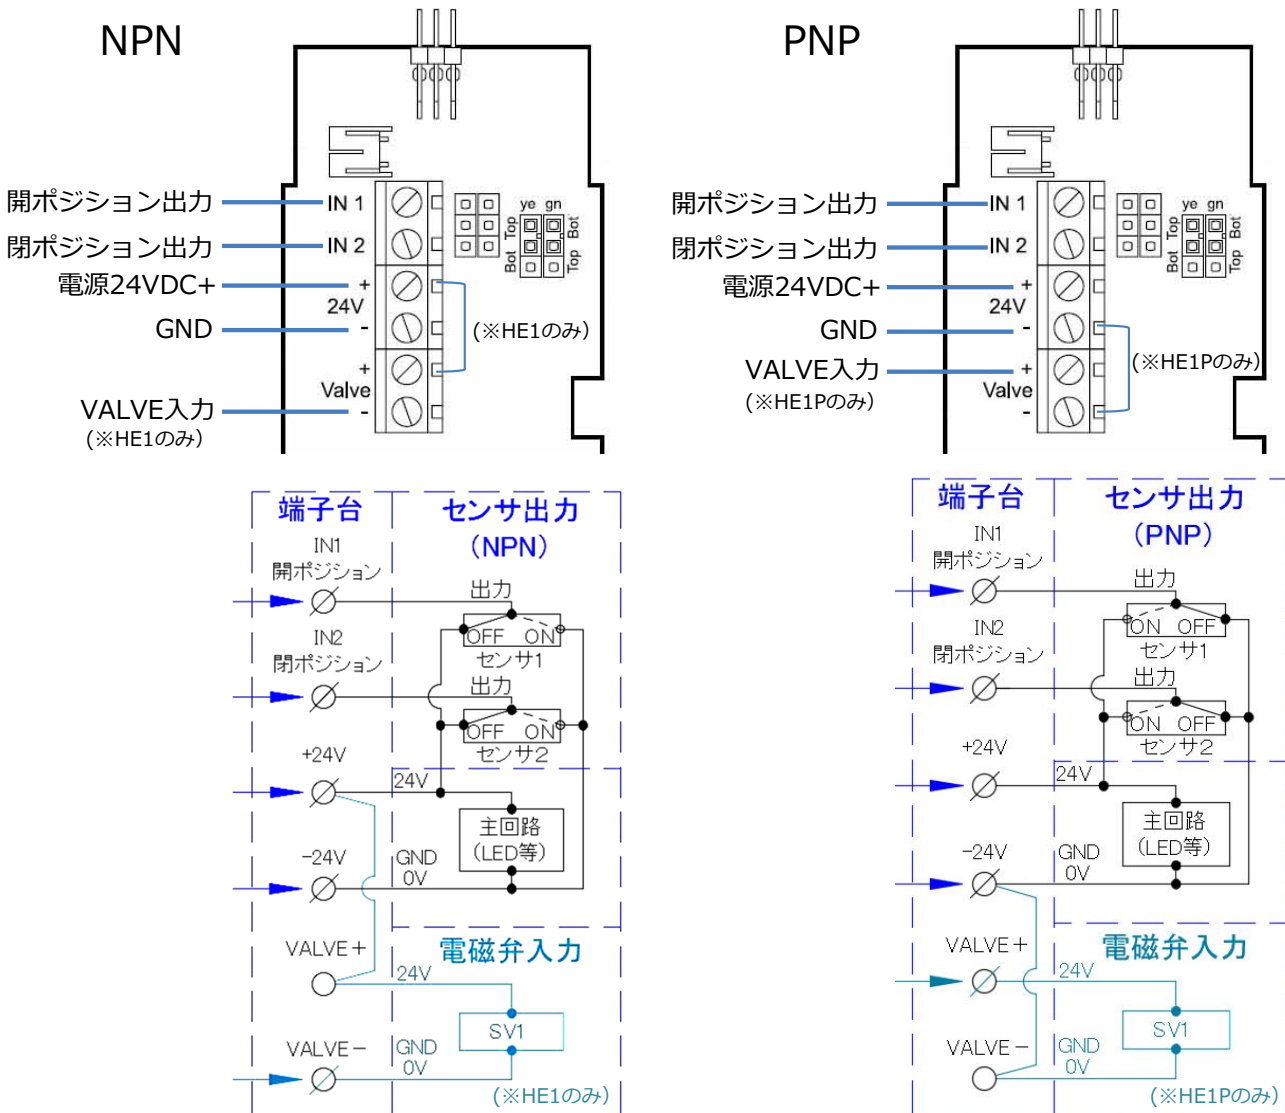 NPN
開ポジション出力
IN 1
閉ポジション出力
IN 2
電源24VDC+
+
24V
GND
-
(※HE1のみ)
+
Valve
VALVE入力
-
(※HE1のみ)
ye gn
Top
Bot
Bot
Top
PNP
開ポジション出力
IN 1
閉ポジション出力
IN 2
電源24VDC+
+
24V
GND
-
VALVE入力
+
(※HE1Pのみ)
Valve
(※HE1Pのみ)
-
ye gn
Top
Bot
Bot
Top
端子台
センサ出力
(NPN)
IN1
開ポジション
出力
OFF ON
センサ1
IN2
閉ポジション
出力
OFF ON
センサ2
+24V
24V
主回路
(LED等)
-24V
GND
0V
電磁弁入力
VALVE+
24V
SV1
VALVE-
GND
0V
(※HE1のみ)
端子台
センサ出力
(PNP)
IN1
開ポジション
出力
ON OFF
センサ1
IN2
閉ポジション
出力
ON OFF
センサ2
+24V
24V
主回路
(LED等)
-24V
GND
0V
電磁弁入力
VALVE+
24V
SV1
VALVE-
GND
0V
(※HE1Pのみ)